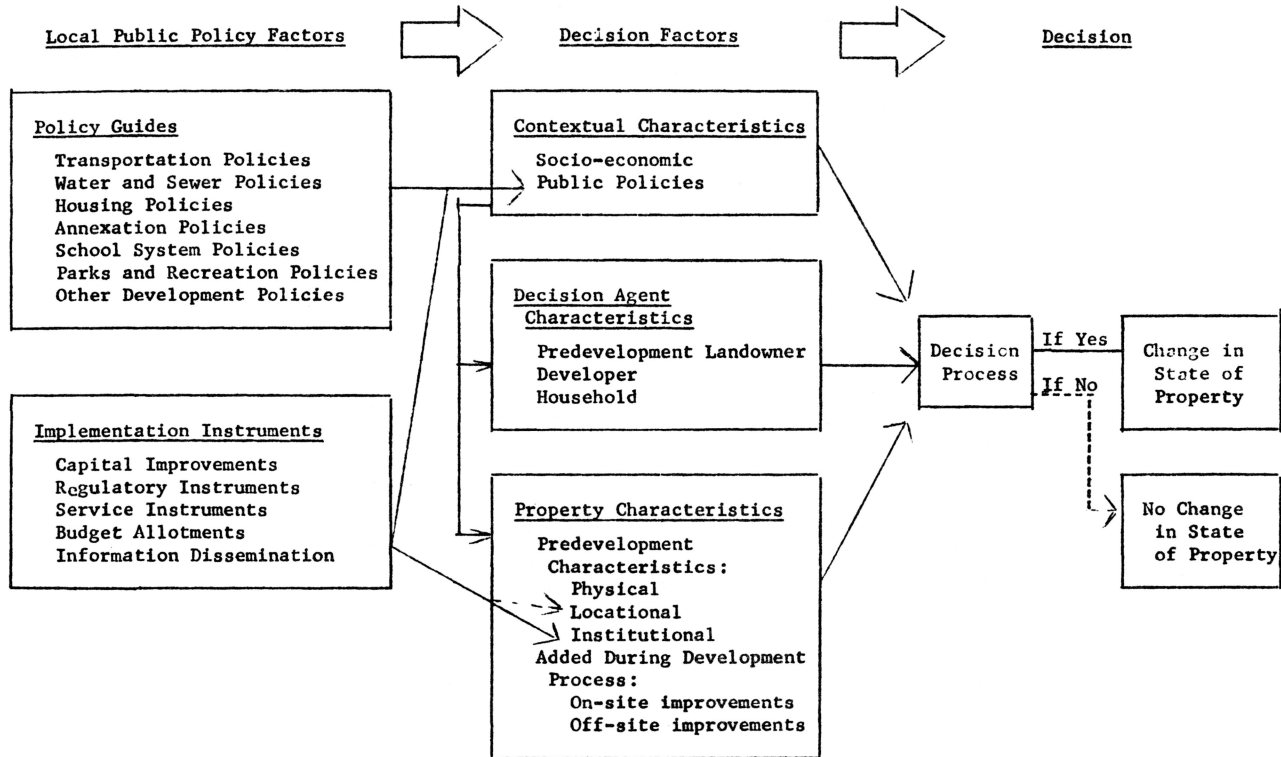 Local Public Policy Factors
Decision Factors
Decision
Policy Guides
Transportation Policies
Water and Sewer Policies
Housing Policies
Annexation Policies
School System Policies
Parks and Recreation Policies
Other Development Policies
Implementation Instruments
Capital Improvements
Regulatory Instruments
Service Instruments
Budget Allotments
Information Dissemination
Contextual Characteristics
Socio-economic
Public Policies
Decision Agent
Characteristics
Predevelopment Landowner
Developer
Household
Property Characteristics
Predevelopment
Characteristics:
Physical
Locational
Institutional
Added During Development
Process:
On-site improvements
Off-site improvements
Decision
Process
If Yes
If No
Change in
State of
Property
No Change
in State
of Property